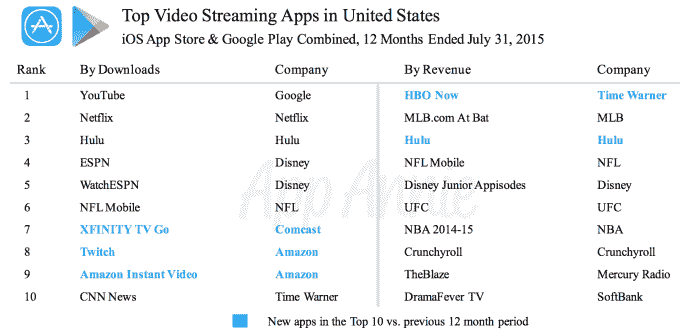 Top Video Streaming Apps in United States
iOS App Store & Google Play Combined, 12 Months Ended July 31, 2015
Rank By Downloads Company By Revenue Company
1 YouTube Google HBO Now Time Warner
2 Netflix Netflix MLB.com At Bat MLB
3 Hulu Hulu Hulu Hulu
4 ESPN Disney NFL Mobile NFL
5 WatchESPN Disney Disney Junior Appisodes Disney
6 NFL Mobile NFL UFC UFC
7 XFINITY TV Go Comcast NBA 2014-15 NBA
8 Twitch Amazon Crunchyroll Crunchyroll
9 Amazon Instant Video Amazon TheBlaze Mercury Radio
10 CNN News Time Warner DramaFever TV SoftBank
App Annie
New apps in the Top 10 vs. previous 12 month period